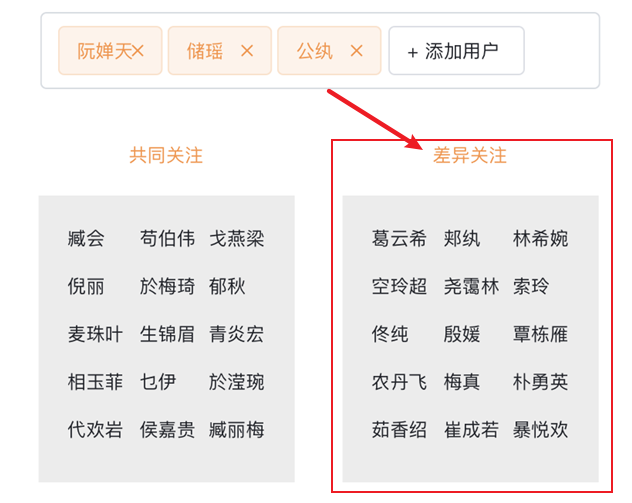 阮婵天× 储瑶 × 公纨 × + 添加用户
共同关注
臧会 苟伯伟 戈燕梁
倪丽 於梅琦 郁秋
麦珠叶 生锦眉 青炎宏
相玉菲 乜伊 於滢琬
代欢岩 侯嘉贵 臧丽梅
差异关注
葛云希 郏纨 林希婉
空玲超 尧霭林 索玲
佟纯 殷媛 覃栋雁
农丹飞 梅真 朴勇英
茹香绍 崔成若 暴悦欢